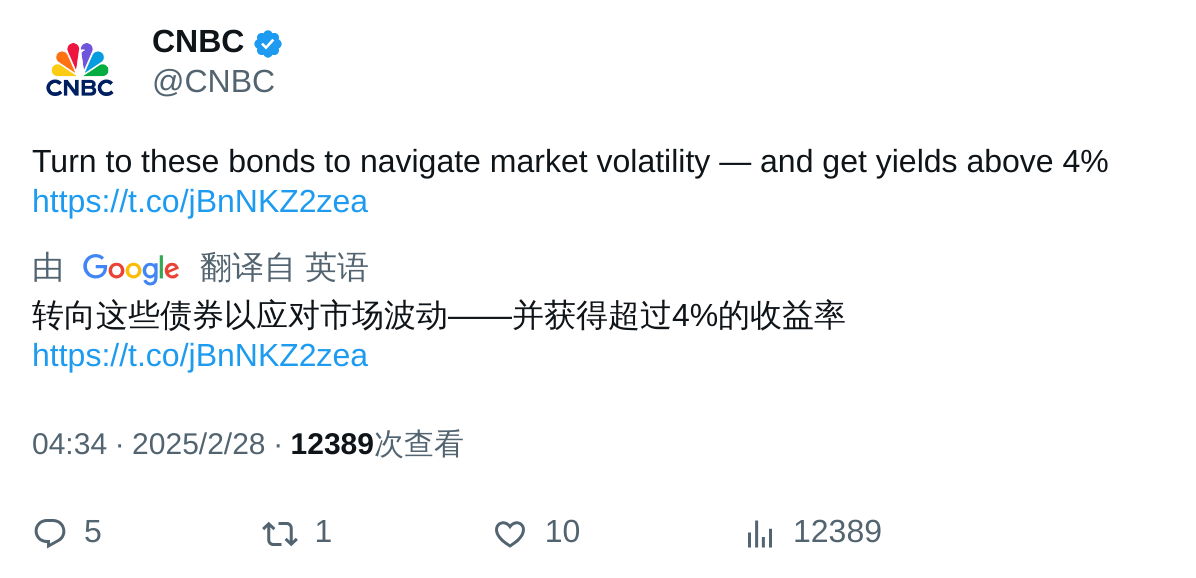 CNBC
CNBC
@CNBC
Turn to these bonds to navigate market volatility — and get yields above 4%
https://t.co/jBnNKZ2zea
由 Google 翻译自 英语
转向这些债券以应对市场波动——并获得超过4%的收益率
https://t.co/jBnNKZ2zea
04:34 · 2025/2/28 · 12389次查看
5 1 10 12389